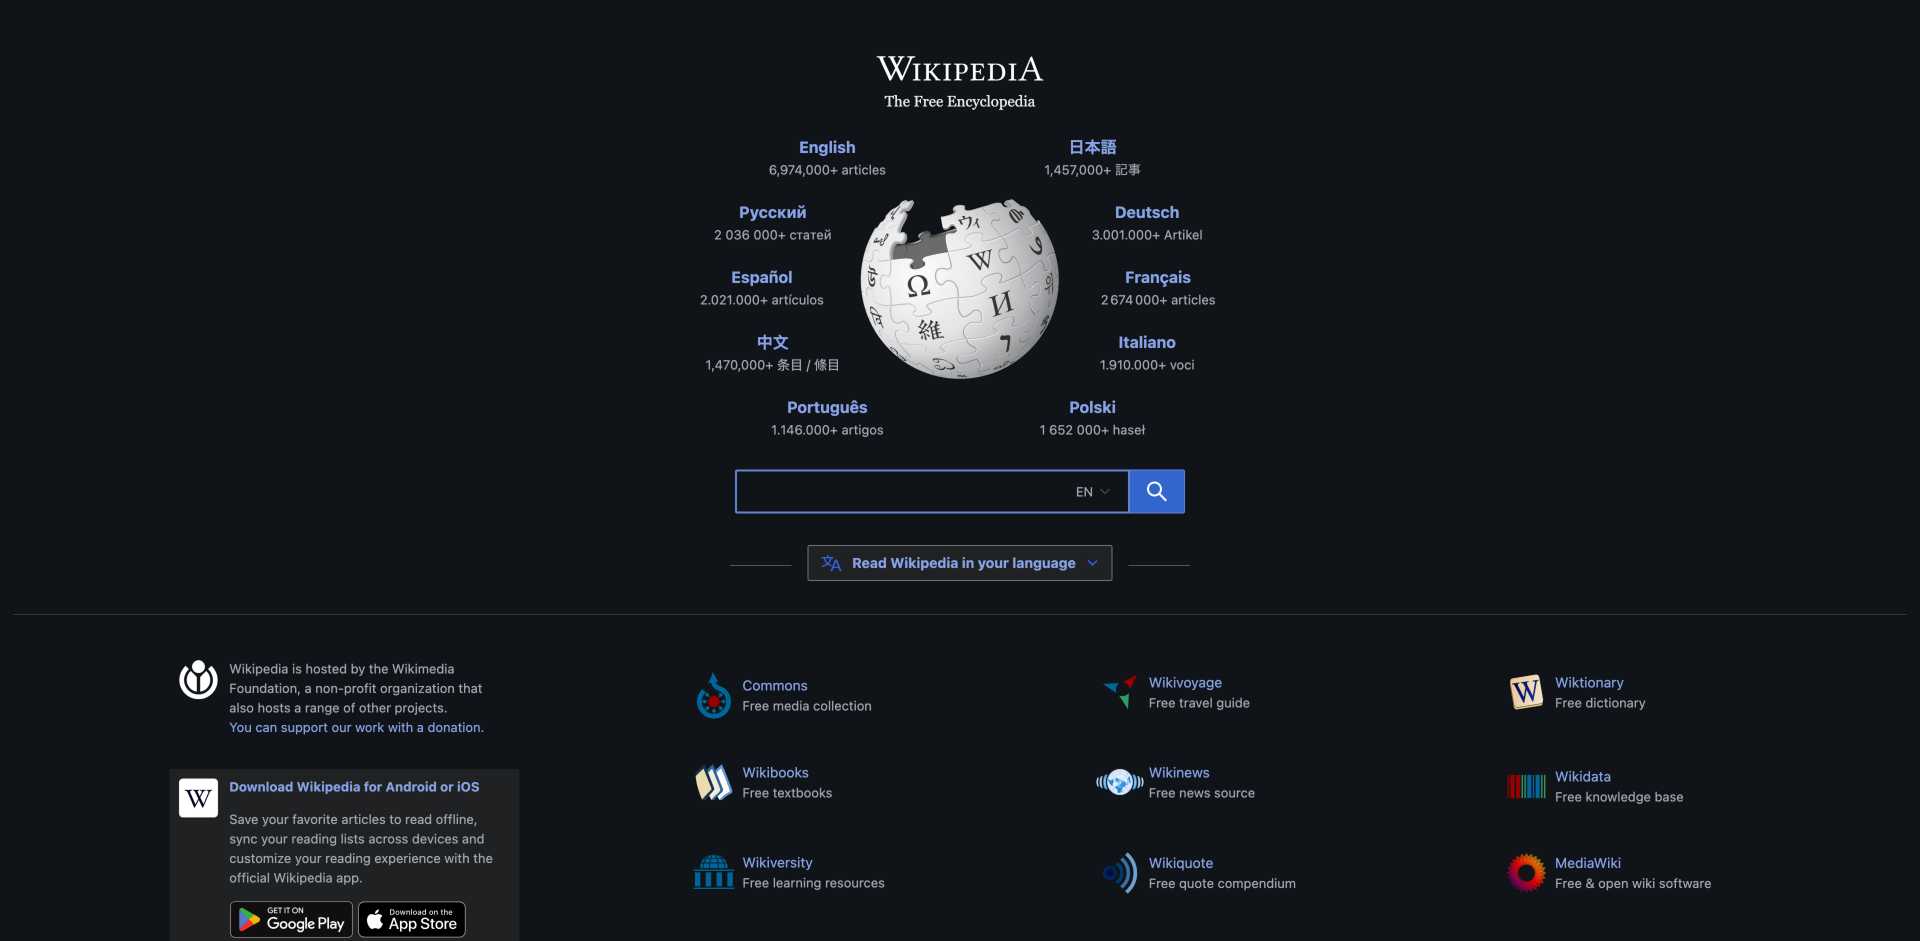 WIKIPEDIA
The Free Encyclopedia
English
6,974,000+ articles
日本語
1,457,000+ 記事
Русский
2 036 000+ статей
Deutsch
3.001.000+ Artikel
Español
2.021.000+ artículos
Français
2 674 000+ articles
中文
1,470,000+ 条目 / 條目
Italiano
1.910.000+ voci
Português
1.146.000+ artigos
Polski
1 652 000+ haseł
Ω
W
И
維
ウィ
EN
Read Wikipedia in your language
Wikipedia is hosted by the Wikimedia
Foundation, a non-profit organization that
also hosts a range of other projects.
You can support our work with a donation.
W
Download Wikipedia for Android or iOS
Save your favorite articles to read offline,
sync your reading lists across devices and
customize your reading experience with the
official Wikipedia app.
GET IT ON
Google Play
Download on the
App Store
Commons
Free media collection
Wikivoyage
Free travel guide
W
Wiktionary
Free dictionary
Wikibooks
Free textbooks
Wikinews
Free news source
Wikidata
Free knowledge base
Wikiversity
Free learning resources
Wikiquote
Free quote compendium
MediaWiki
Free & open wiki software